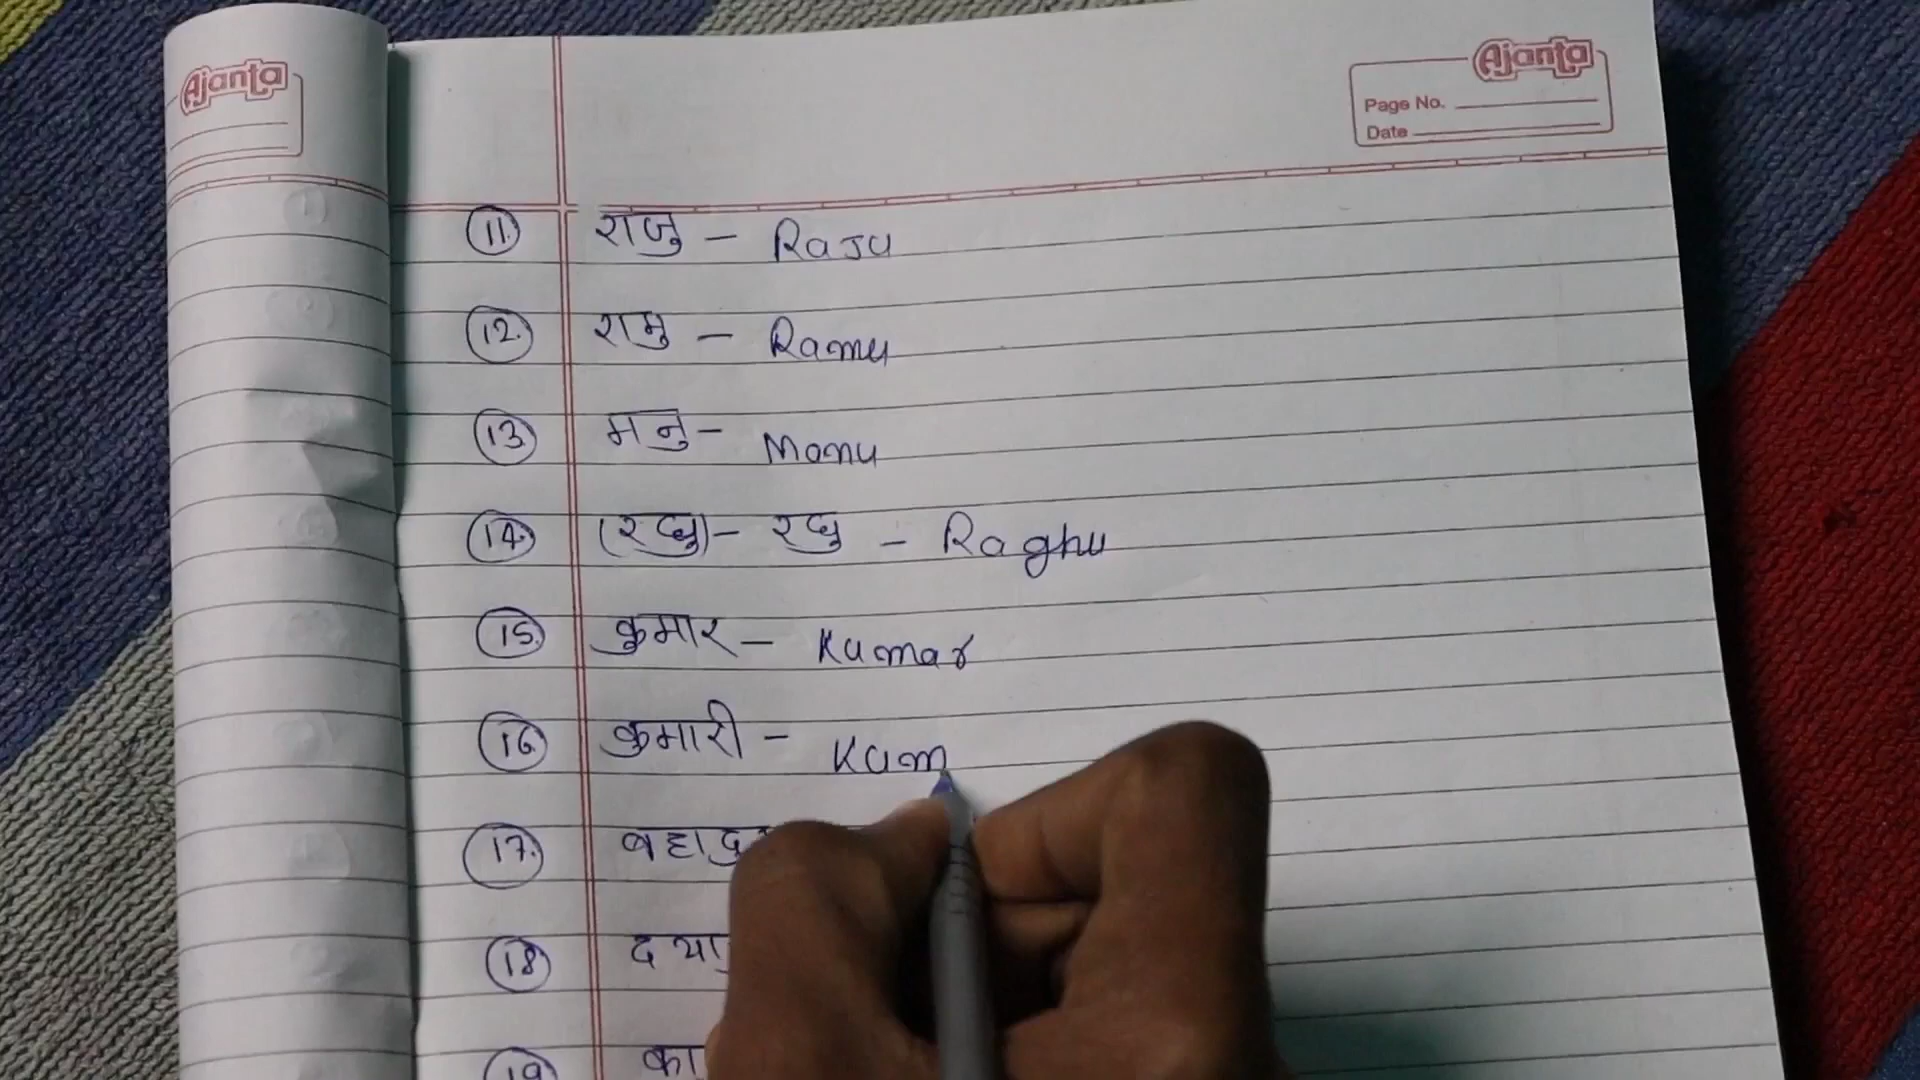 Ajanta
Ajanta
Page No.
Date
11. राजु - Raju
12. रामु - Ramu
13. मनु - Manu
14. (रघु) - रघु - Raghu
15. कुमार - Kumar
16. कुमारी - Kum
17.
18.
19